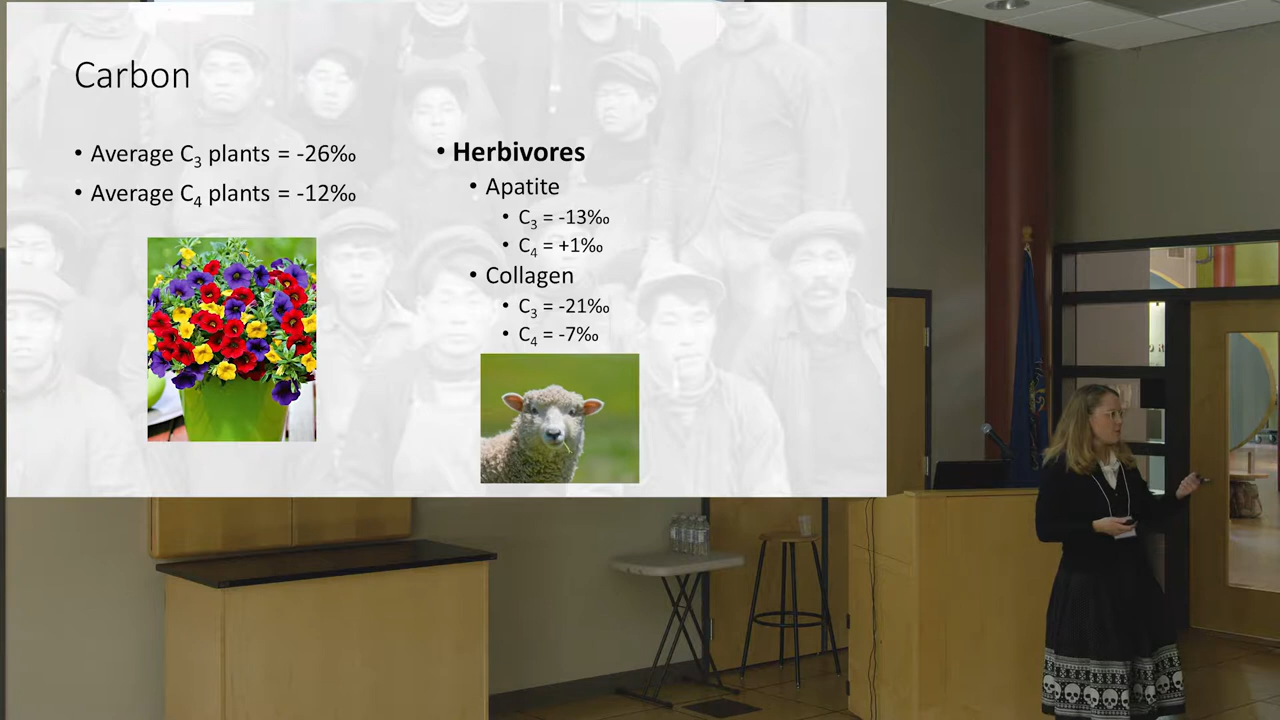 Carbon
• Average C₃ plants = -26‰
• Average C₄ plants = -12‰
• Herbivores
• Apatite
• C₃ = -13‰
• C₄ = +1‰
• Collagen
• C₃ = -21‰
• C₄ = -7‰